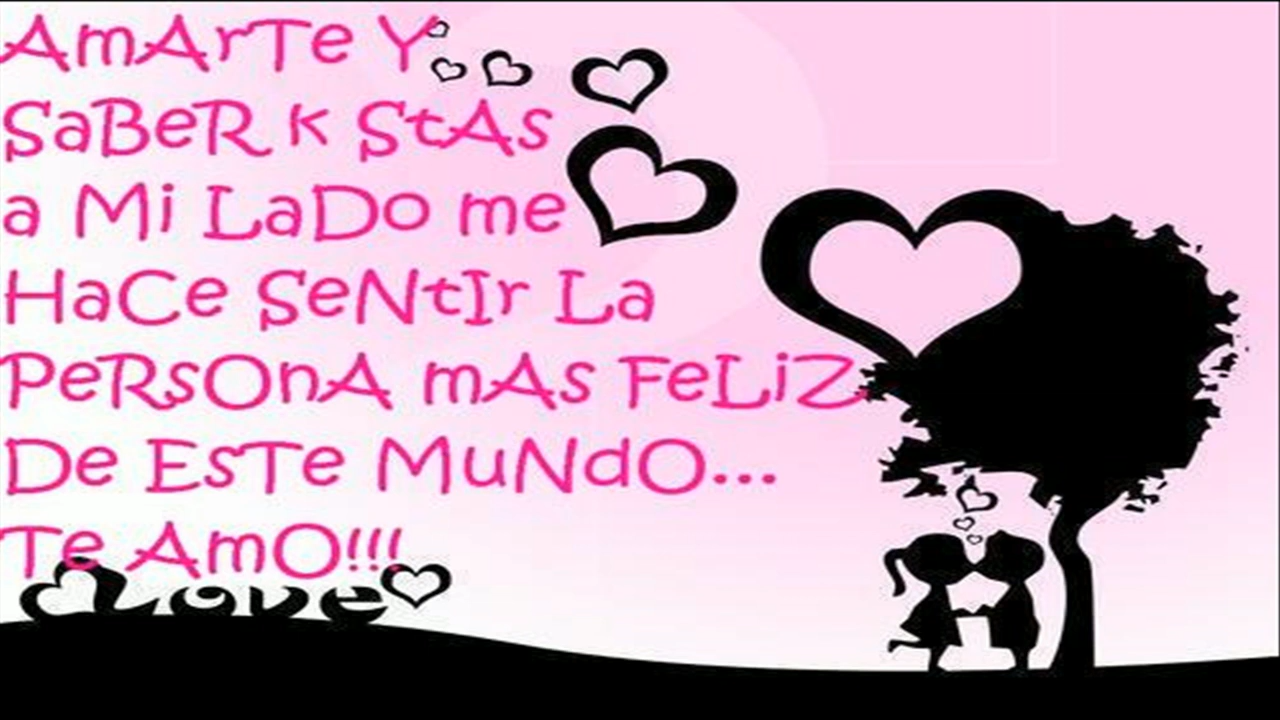 AmArTe Y
SaBeR k StAs
a Mi LaDo me
HaCe SeNtIr La
PeRsOnA mAs FeLiZ
De EsTe MuNdO...
Te AmO!!!
Love